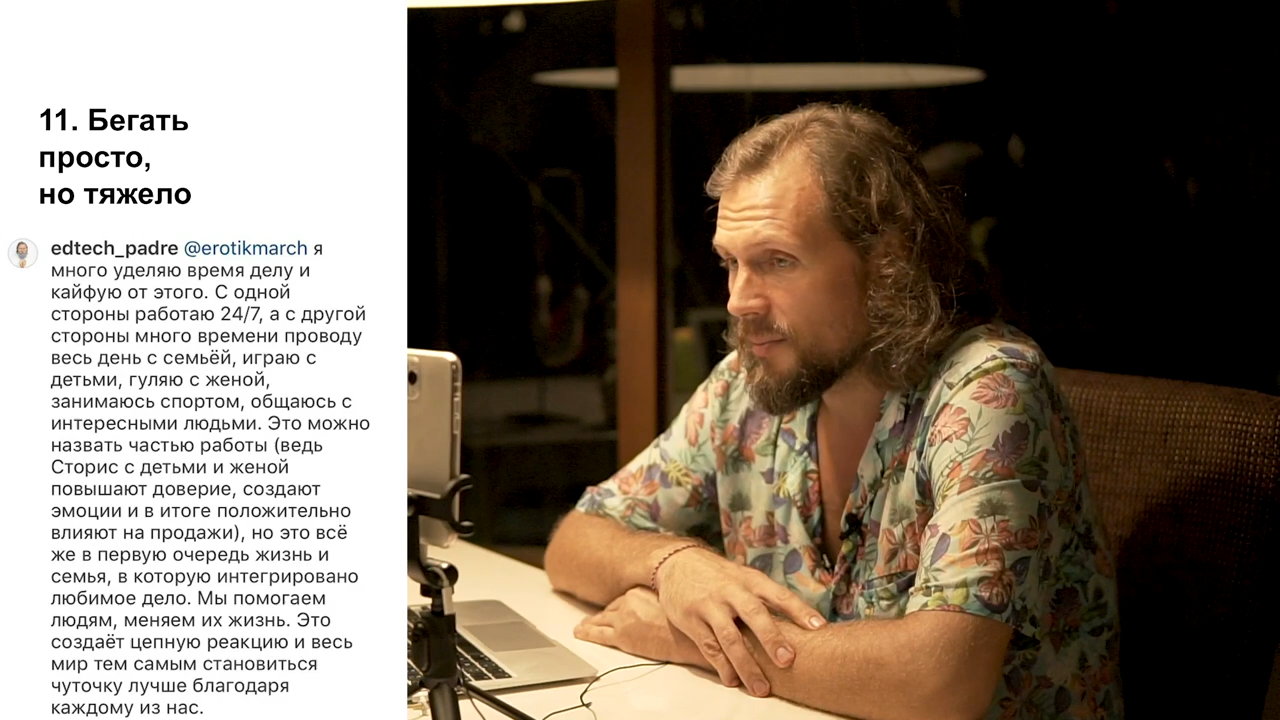 11. Бегать
просто,
но тяжело
edtech_padre @erotikmarch я
много уделяю время делу и
кайфую от этого. С одной
стороны работаю 24/7, а с другой
стороны много времени проводу
весь день с семьёй, играю с
детьми, гуляю с женой,
занимаюсь спортом, общаюсь с
интересными людьми. Это можно
назвать частью работы (ведь
Сторис с детьми и женой
повышают доверие, создают
эмоции и в итоге положительно
влияют на продажи), но это всё
же в первую очередь жизнь и
семья, в которую интегрировано
любимое дело. Мы помогаем
людям, меняем их жизнь. Это
создаёт цепную реакцию и весь
мир тем самым становиться
чуточку лучше благодаря
каждому из нас.